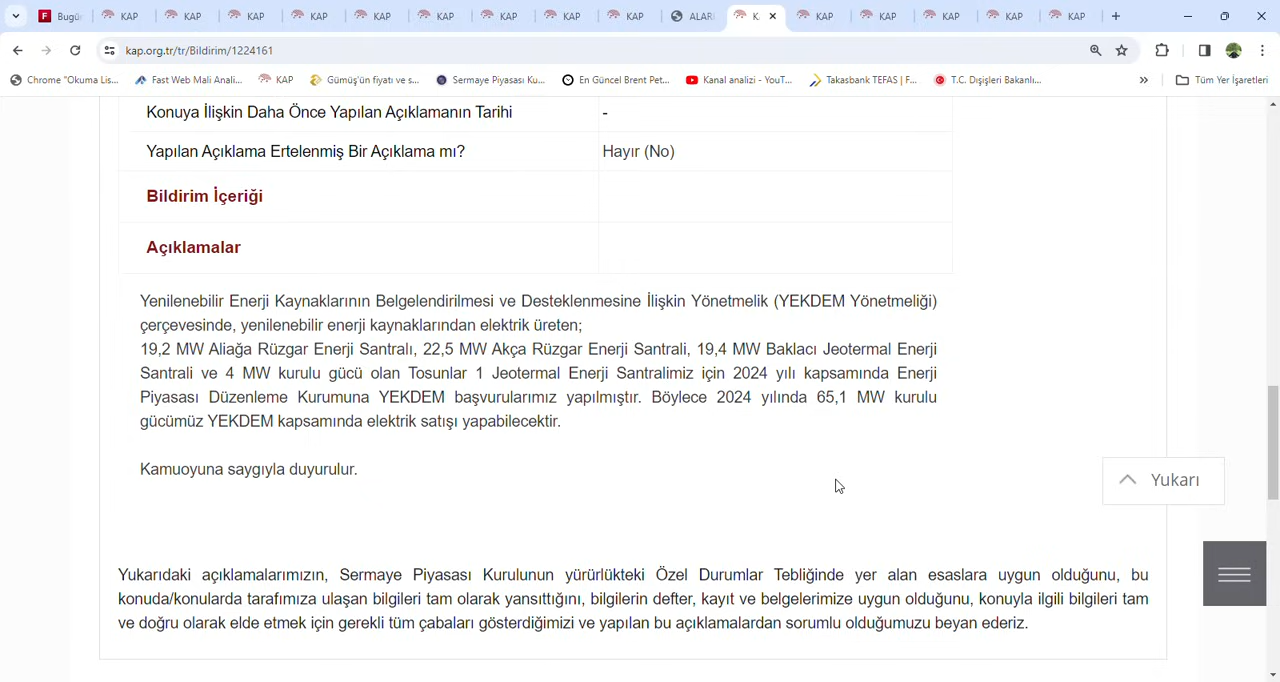 Bugü
KAP
KAP
KAP
KAP
KAP
KAP
KAP
KAP
KAP
ALAR
K
KAP
KAP
KAP
KAP
KAP
kap.org.tr/tr/Bildirim/1224161
Chrome "Okuma Lis...
Fast Web Mali Anali...
KAP
Gümüş'ün fiyatı ve s...
Sermaye Piyasası Ku...
En Güncel Brent Pet...
Kanal analizi - YouT...
Takasbank TEFAS | F...
T.C. Dışişleri Bakanlı...
Tüm Yer İşaretleri
Konuya İlişkin Daha Önce Yapılan Açıklamanın Tarihi -
Yapılan Açıklama Ertelenmiş Bir Açıklama mı? Hayır (No)
Bildirim İçeriği
Açıklamalar
Yenilenebilir Enerji Kaynaklarının Belgelendirilmesi ve Desteklenmesine İlişkin Yönetmelik (YEKDEM Yönetmeliği)
çerçevesinde, yenilenebilir enerji kaynaklarından elektrik üreten;
19,2 MW Aliağa Rüzgar Enerji Santralı, 22,5 MW Akça Rüzgar Enerji Santrali, 19,4 MW Baklacı Jeotermal Enerji
Santrali ve 4 MW kurulu gücü olan Tosunlar 1 Jeotermal Enerji Santralimiz için 2024 yılı kapsamında Enerji
Piyasası Düzenleme Kurumuna YEKDEM başvurularımız yapılmıştır. Böylece 2024 yılında 65,1 MW kurulu
gücümüz YEKDEM kapsamında elektrik satışı yapabilecektir.
Kamuoyuna saygıyla duyurulur.
Yukarı
Yukarıdaki açıklamalarımızın, Sermaye Piyasası Kurulunun yürürlükteki Özel Durumlar Tebliğinde yer alan esaslara uygun olduğunu, bu
konuda/konularda tarafımıza ulaşan bilgileri tam olarak yansıttığını, bilgilerin defter, kayıt ve belgelerimize uygun olduğunu, konuyla ilgili bilgileri tam
ve doğru olarak elde etmek için gerekli tüm çabaları gösterdiğimizi ve yapılan bu açıklamalardan sorumlu olduğumuzu beyan ederiz.